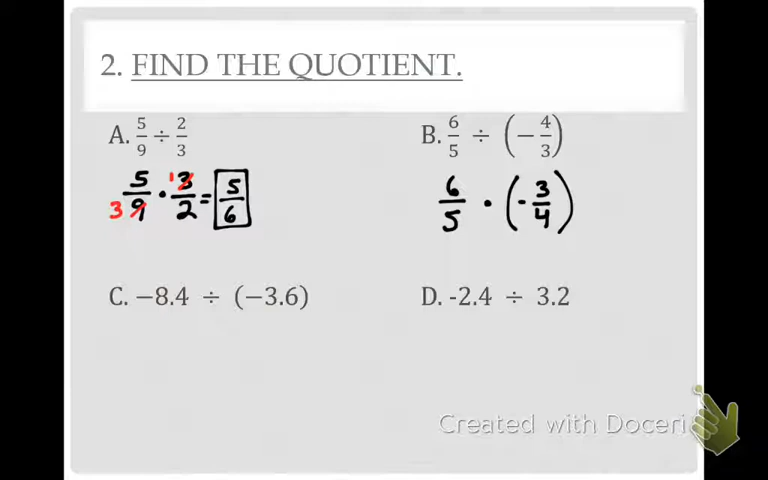 2. FIND THE QUOTIENT.
A. 5/9 ÷ 2/3
5/9 · 3/2 = 5/6
3 1
B. 6/5 ÷ (−4/3)
6/5 · (-3/4)
C. −8.4 ÷ (−3.6)
D. -2.4 ÷ 3.2
Created with Doceri